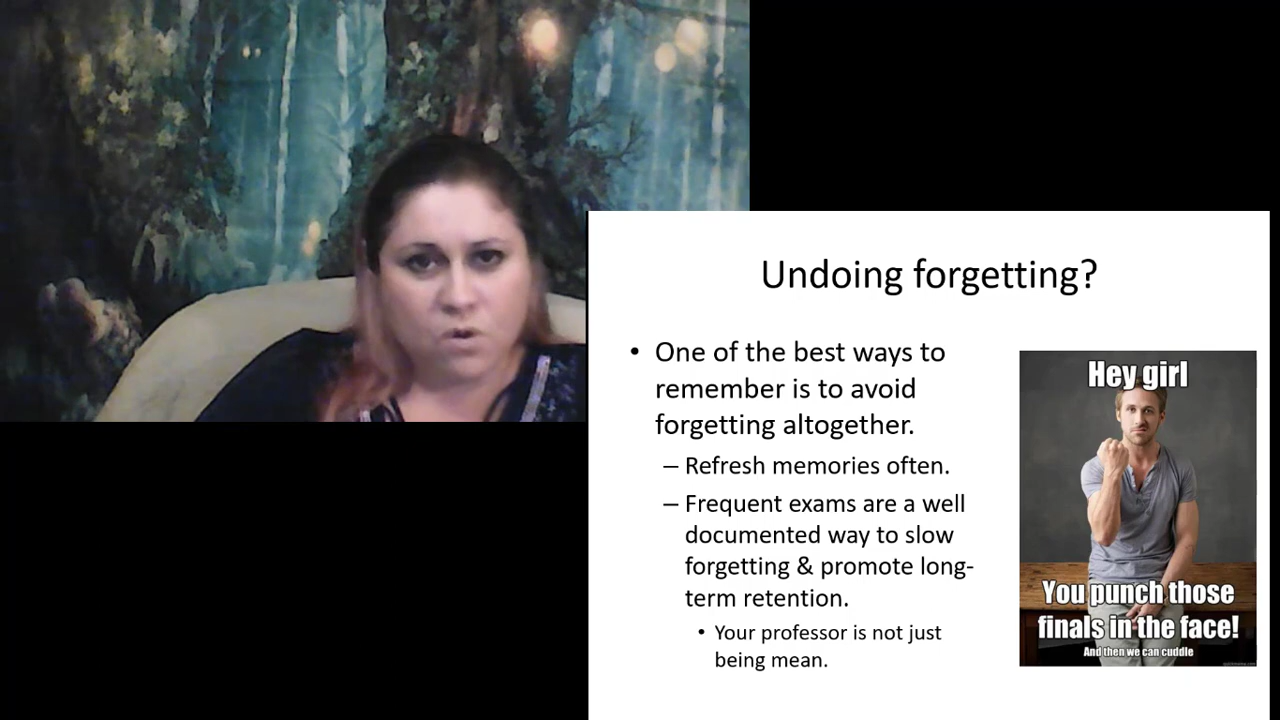 Undoing forgetting?
• One of the best ways to
remember is to avoid
forgetting altogether.
– Refresh memories often.
– Frequent exams are a well
documented way to slow
forgetting & promote long-
term retention.
• Your professor is not just
being mean.
Hey girl
You punch those
finals in the face!
And then we can cuddle